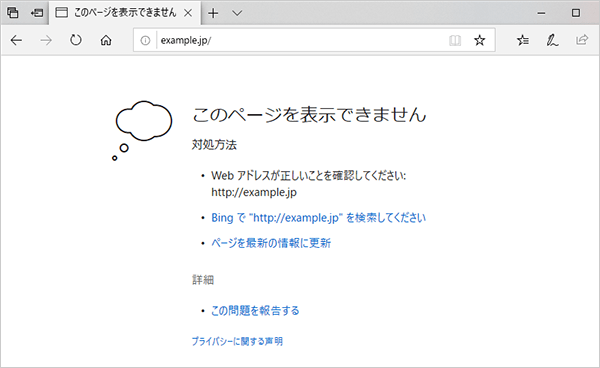 このページを表示できません
example.jp/
このページを表示できません
対処方法
• Web アドレスが正しいことを確認してください:
http://example.jp
• Bing で "http://example.jp" を検索してください
• ページを最新の情報に更新
詳細
• この問題を報告する
プライバシーに関する声明